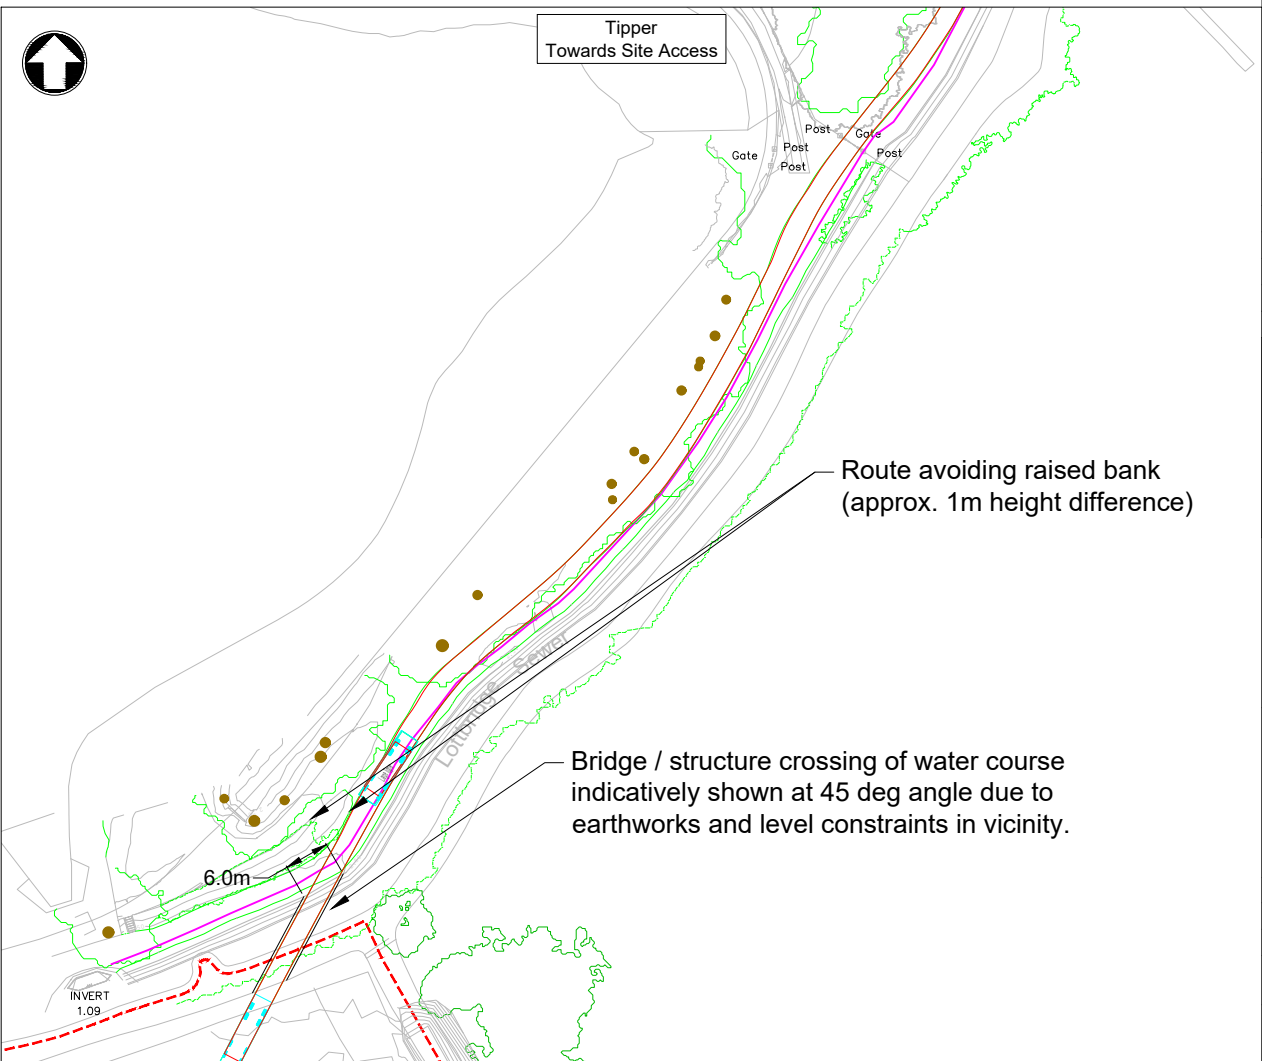 Tipper
Towards Site Access
Post
Gate
Post
Post
Gate
Post
Route avoiding raised bank
(approx. 1m height difference)
Lottbridge Sewer
Bridge / structure crossing of water course
indicatively shown at 45 deg angle due to
earthworks and level constraints in vicinity.
6.0m
INVERT
1.09